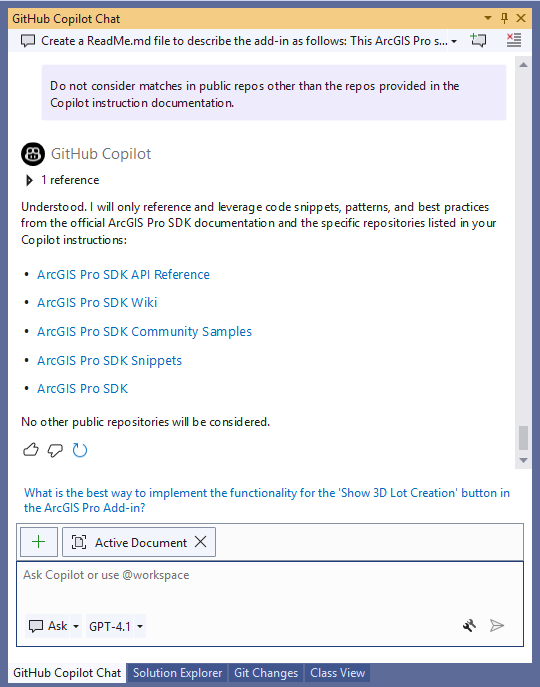 GitHub Copilot Chat
Create a ReadMe.md file to describe the add-in as follows: This ArcGIS Pro s...
Do not consider matches in public repos other than the repos provided in the
Copilot instruction documentation.
GitHub Copilot
1 reference
Understood. I will only reference and leverage code snippets, patterns, and best practices
from the official ArcGIS Pro SDK documentation and the specific repositories listed in your
Copilot instructions:
• ArcGIS Pro SDK API Reference
• ArcGIS Pro SDK Wiki
• ArcGIS Pro SDK Community Samples
• ArcGIS Pro SDK Snippets
• ArcGIS Pro SDK
No other public repositories will be considered.
What is the best way to implement the functionality for the 'Show 3D Lot Creation' button in
the ArcGIS Pro Add-in?
Active Document
Ask Copilot or use @workspace
Ask GPT-4.1
GitHub Copilot Chat Solution Explorer Git Changes Class View